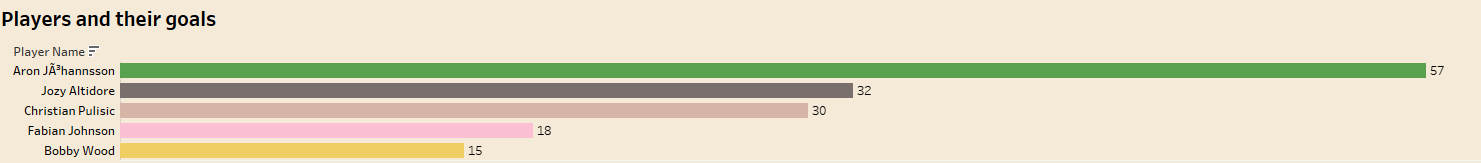 Players and their goals
Player Name
Aron JÃ³hannsson 57
Jozy Altidore 32
Christian Pulisic 30
Fabian Johnson 18
Bobby Wood 15